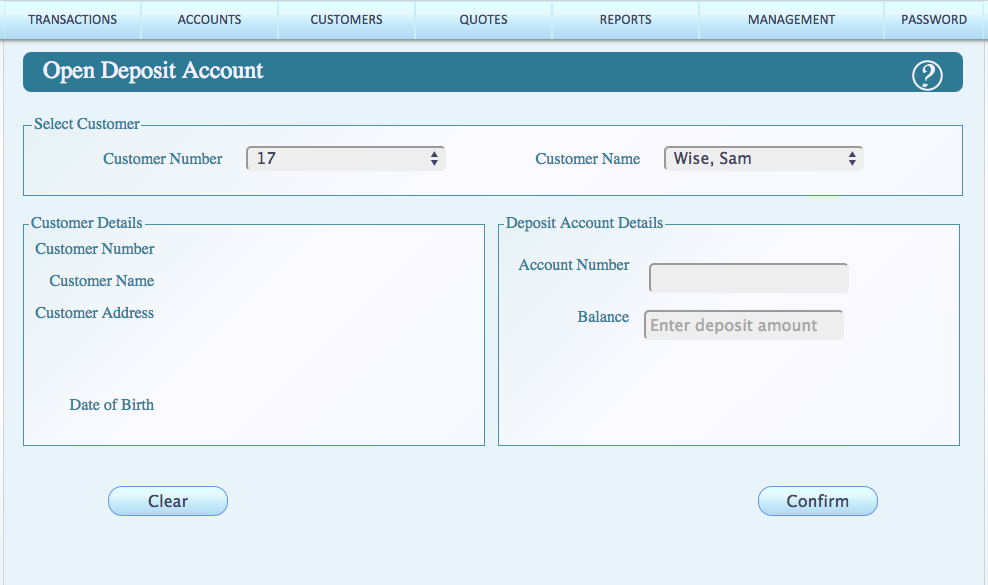 TRANSACTIONS ACCOUNTS CUSTOMERS QUOTES REPORTS MANAGEMENT PASSWORD
Open Deposit Account ?
Select Customer
Customer Number 17 Customer Name Wise, Sam
Customer Details
Customer Number
Customer Name
Customer Address
Date of Birth
Deposit Account Details
Account Number
Balance Enter deposit amount
Clear Confirm